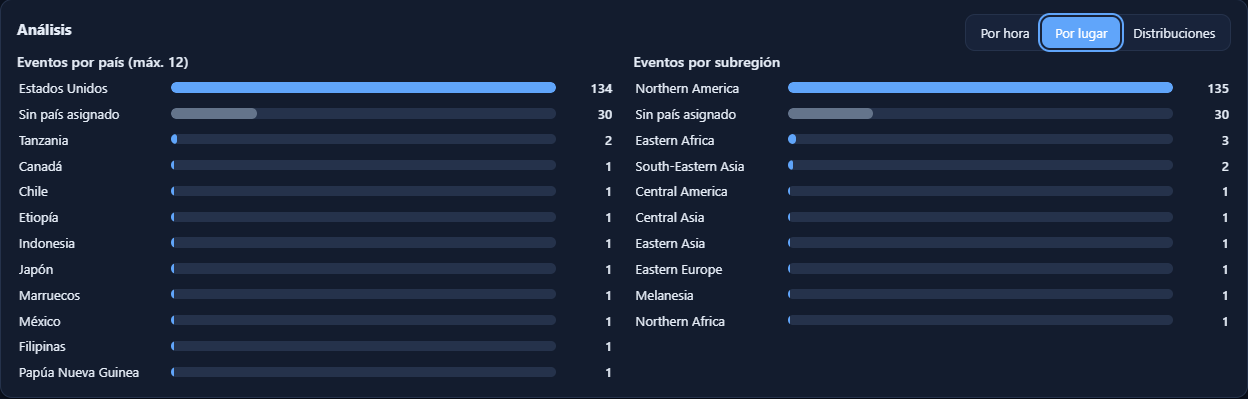 Análisis
Por hora
Por lugar
Distribuciones
Eventos por país (máx. 12)
Estados Unidos 134
Sin país asignado 30
Tanzania 2
Canadá 1
Chile 1
Etiopía 1
Indonesia 1
Japón 1
Marruecos 1
México 1
Filipinas 1
Papúa Nueva Guinea 1
Eventos por subregión
Northern America 135
Sin país asignado 30
Eastern Africa 3
South-Eastern Asia 2
Central America 1
Central Asia 1
Eastern Asia 1
Eastern Europe 1
Melanesia 1
Northern Africa 1